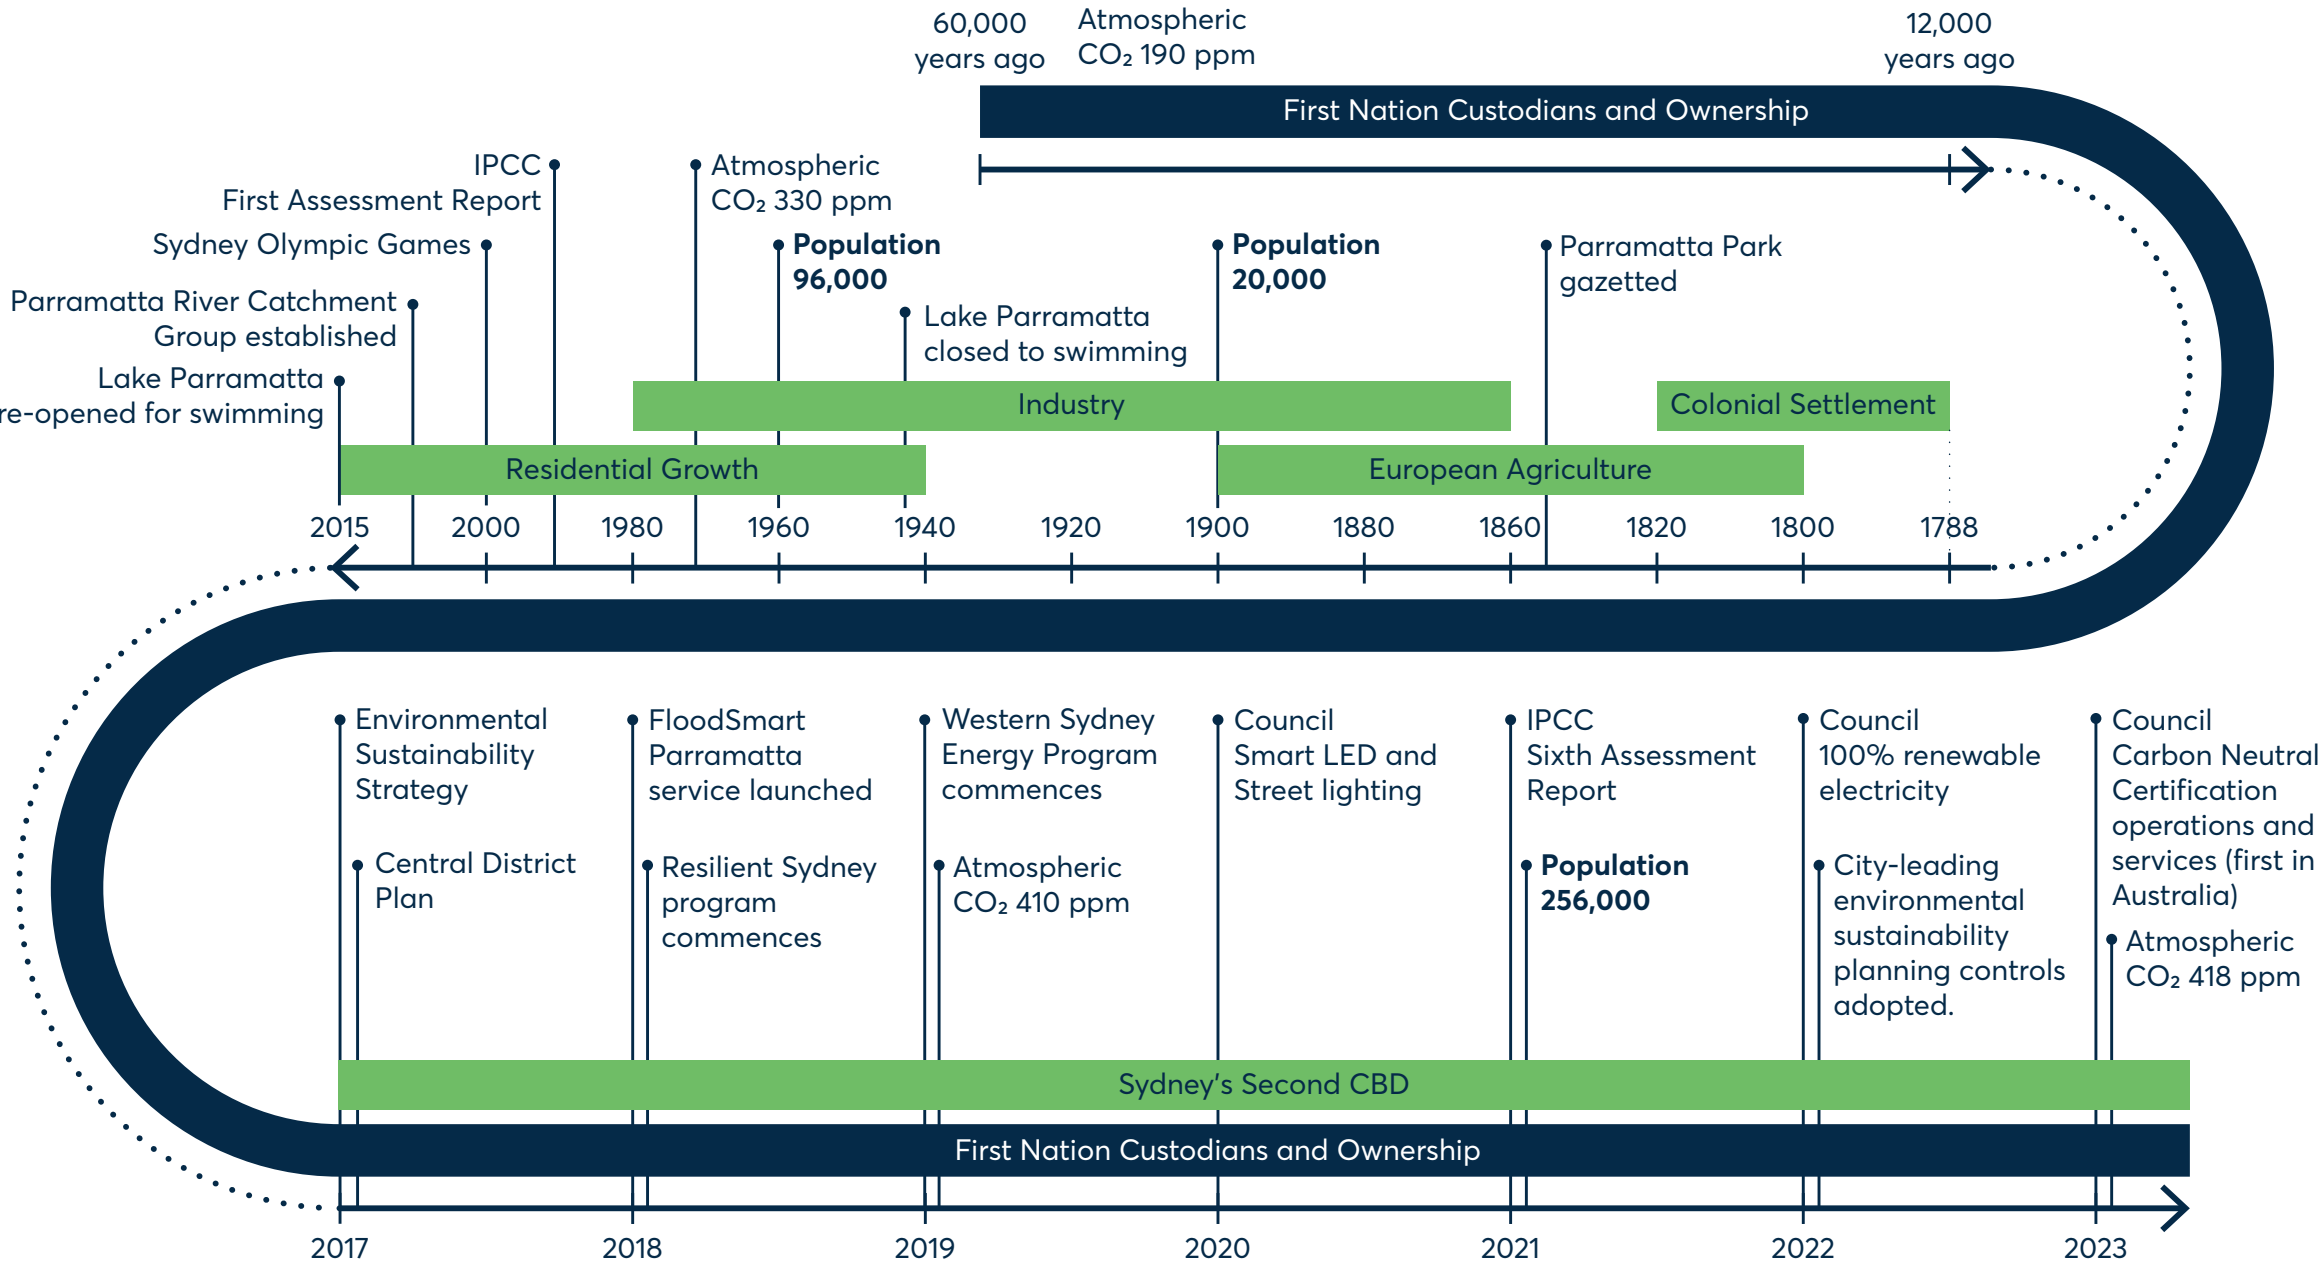 60,000
years ago
Atmospheric
CO₂ 190 ppm
12,000
years ago
First Nation Custodians and Ownership
IPCC
First Assessment Report
Atmospheric
CO₂ 330 ppm
Sydney Olympic Games
Population
96,000
Population
20,000
Parramatta Park
gazetted
Parramatta River Catchment
Group established
Lake Parramatta
closed to swimming
Lake Parramatta
re-opened for swimming
Industry
Colonial Settlement
Residential Growth
European Agriculture
2015
2000
1980
1960
1940
1920
1900
1880
1860
1820
1800
1788
Environmental
Sustainability
Strategy
Central District
Plan
FloodSmart
Parramatta
service launched
Resilient Sydney
program
commences
Western Sydney
Energy Program
commences
Atmospheric
CO₂ 410 ppm
Council
Smart LED and
Street lighting
IPCC
Sixth Assessment
Report
Population
256,000
Council
100% renewable
electricity
City-leading
environmental
sustainability
planning controls
adopted.
Council
Carbon Neutral
Certification
operations and
services (first in
Australia)
Atmospheric
CO₂ 418 ppm
Sydney's Second CBD
First Nation Custodians and Ownership
2017
2018
2019
2020
2021
2022
2023